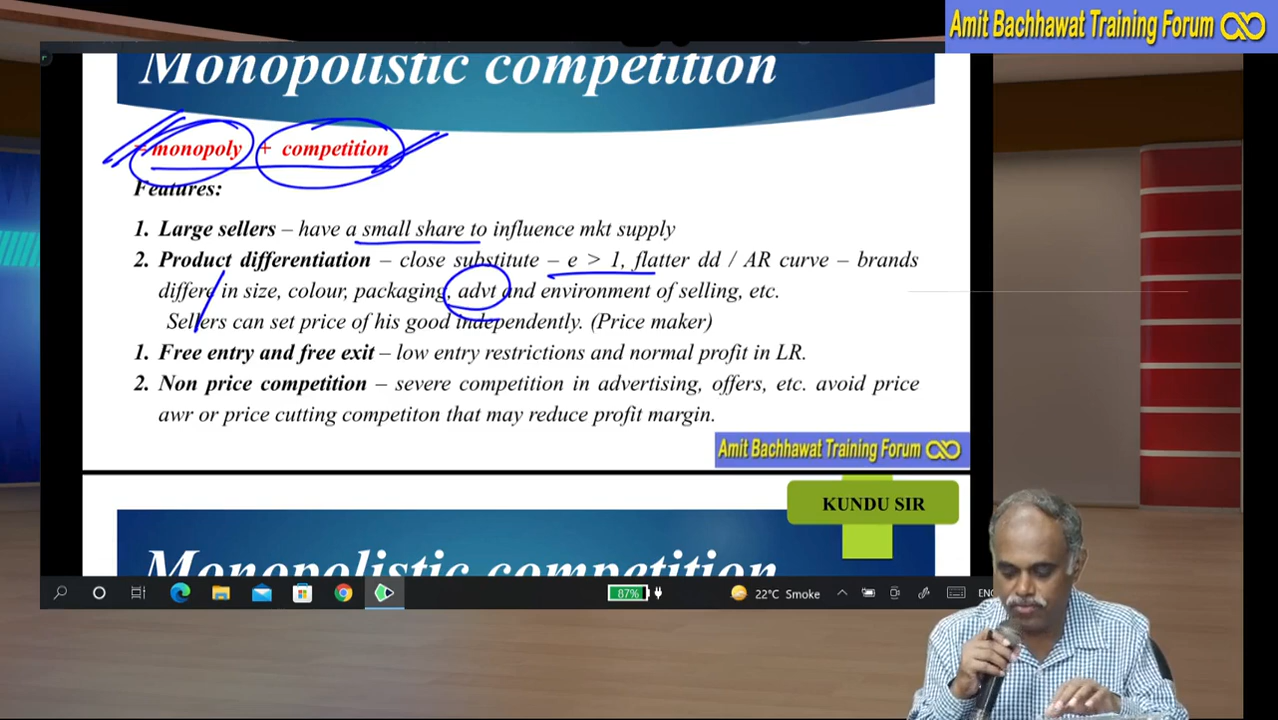 Amit Bachhawat Training Forum
Monopolistic competition
= monopoly + competition
Features:
1. Large sellers – have a small share to influence mkt supply
2. Product differentiation – close substitute – e > 1, flatter dd / AR curve – brands
differe in size, colour, packaging, advt and environment of selling, etc.
Sellers can set price of his good independently. (Price maker)
1. Free entry and free exit – low entry restrictions and normal profit in LR.
2. Non price competition – severe competition in advertising, offers, etc. avoid price
awr or price cutting competiton that may reduce profit margin.
Amit Bachhawat Training Forum
KUNDU SIR
Monopolistic competition
87%
22°C Smoke
ENG